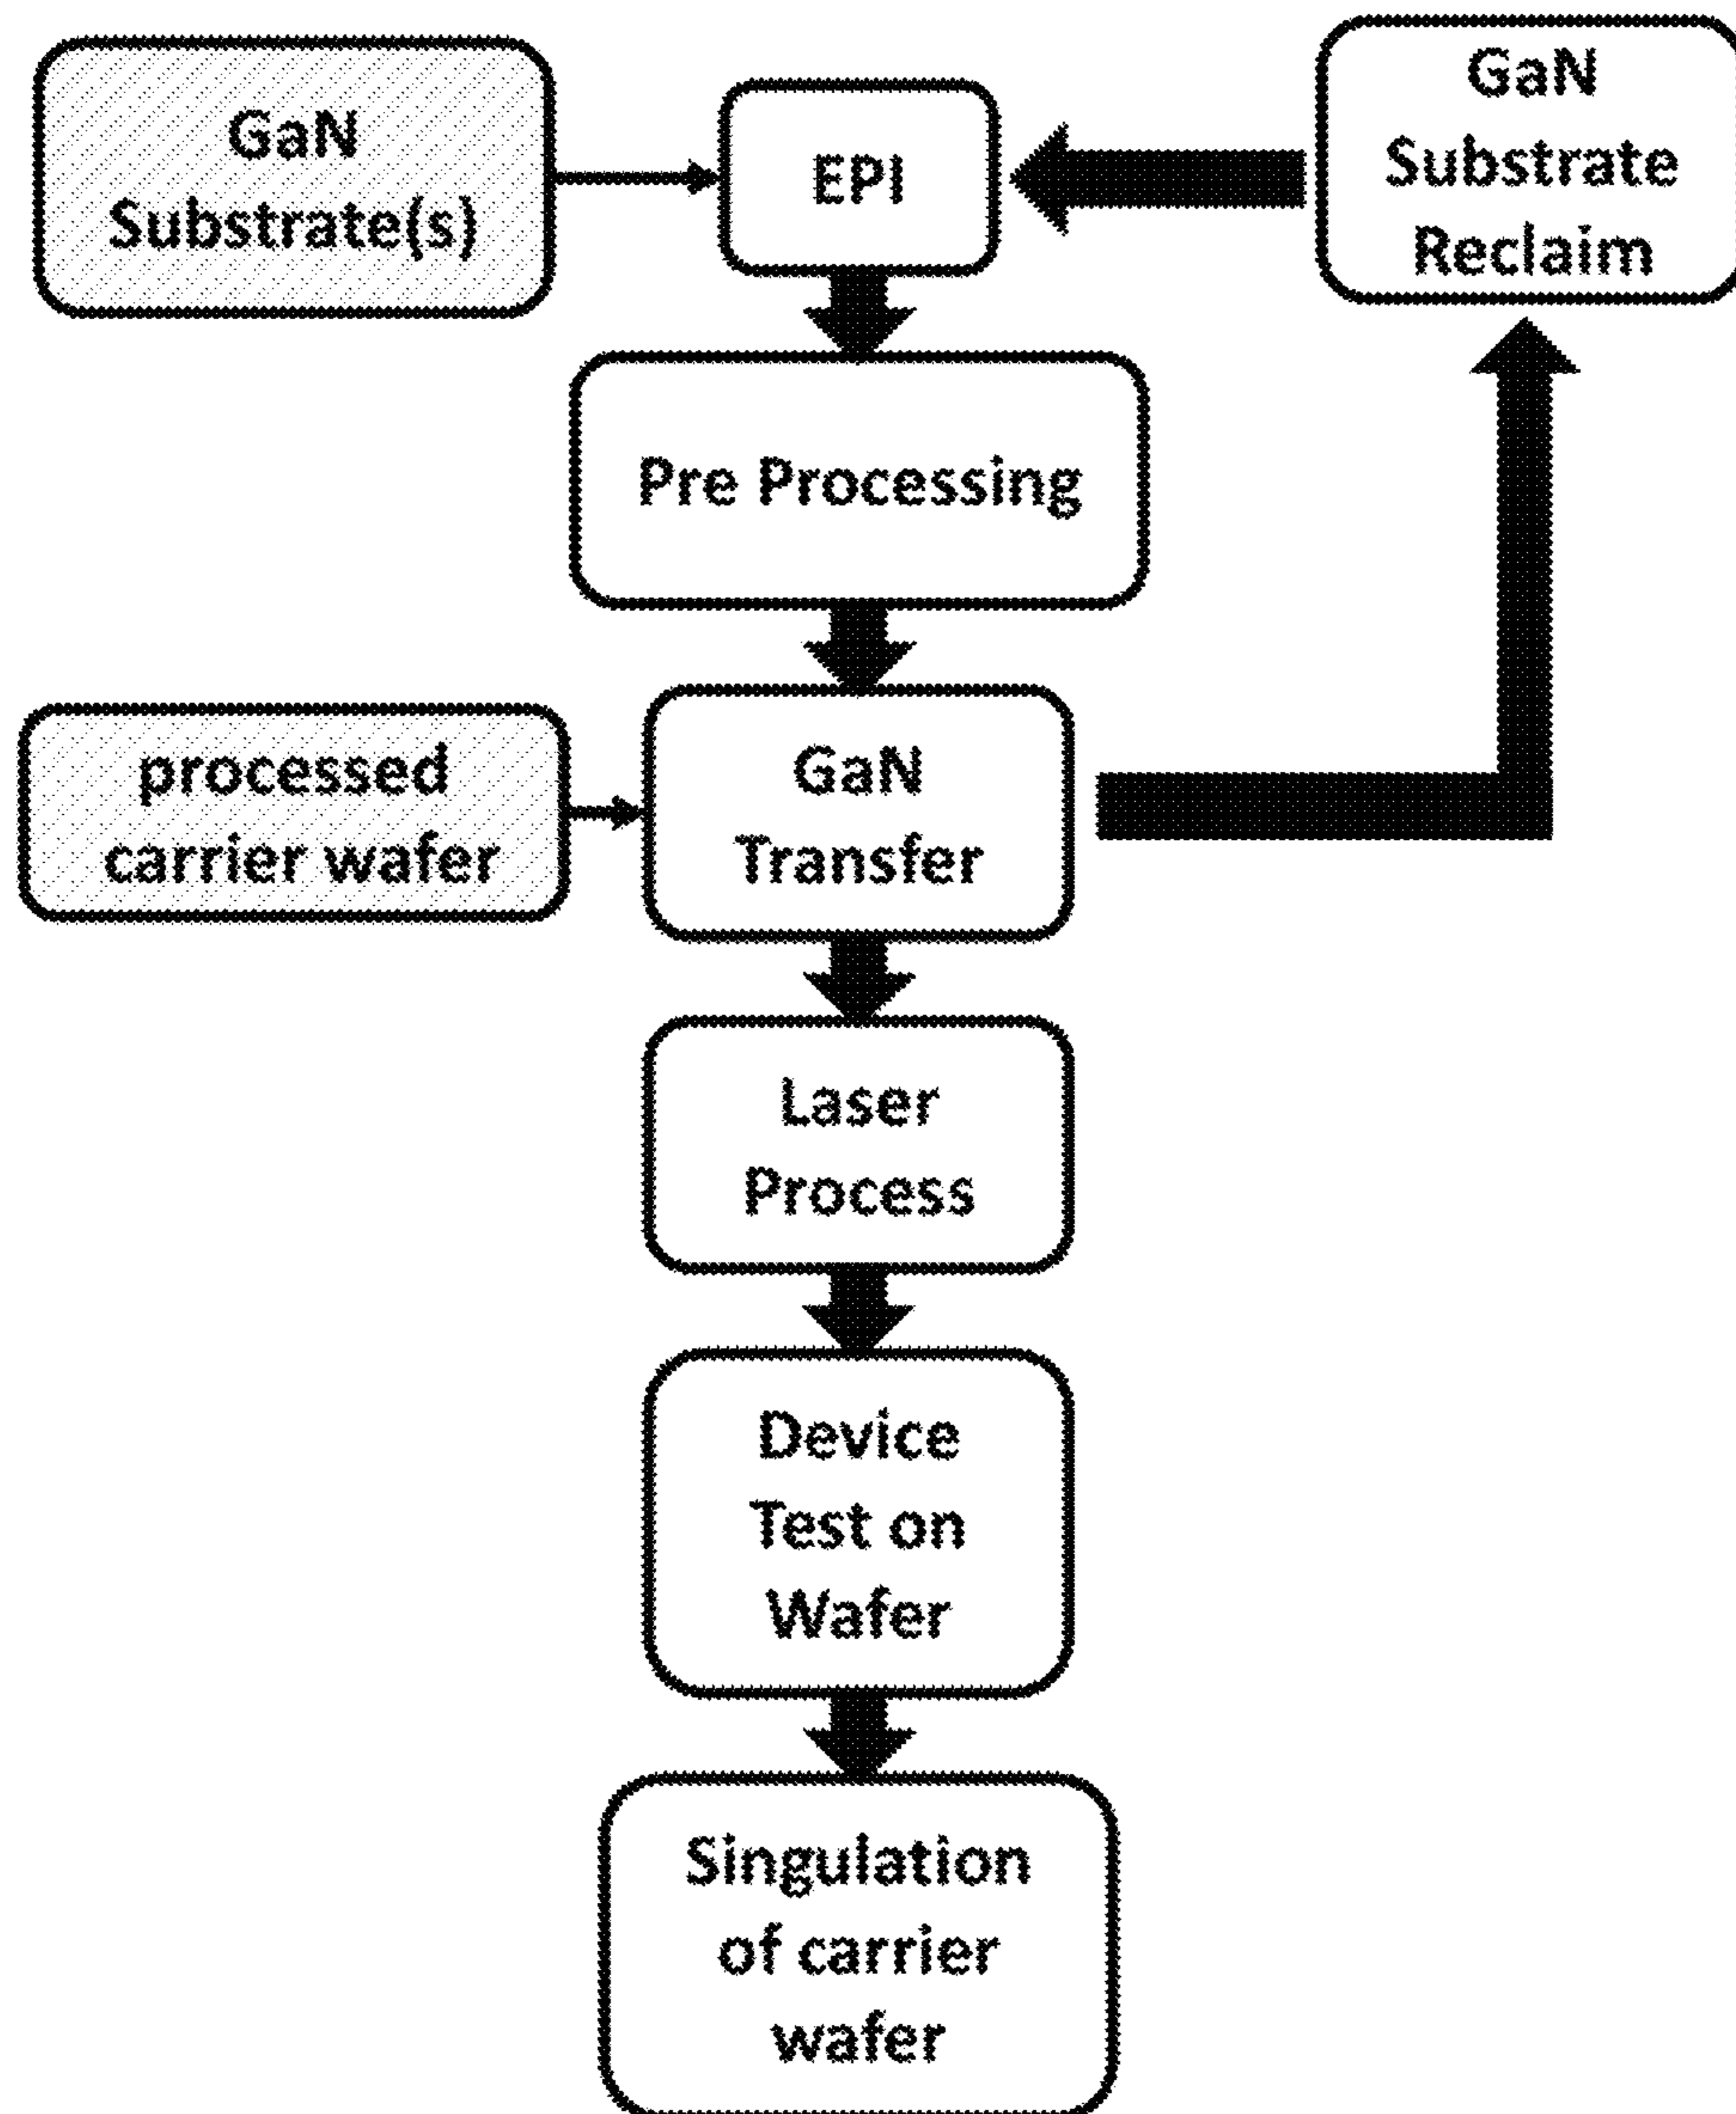 GaN
Substrate(s)
EPI
GaN
Substrate
Reclaim
Pre Processing
processed
carrier wafer
GaN
Transfer
Laser
Process
Device
Test on
Wafer
Singulation
of carrier
wafer